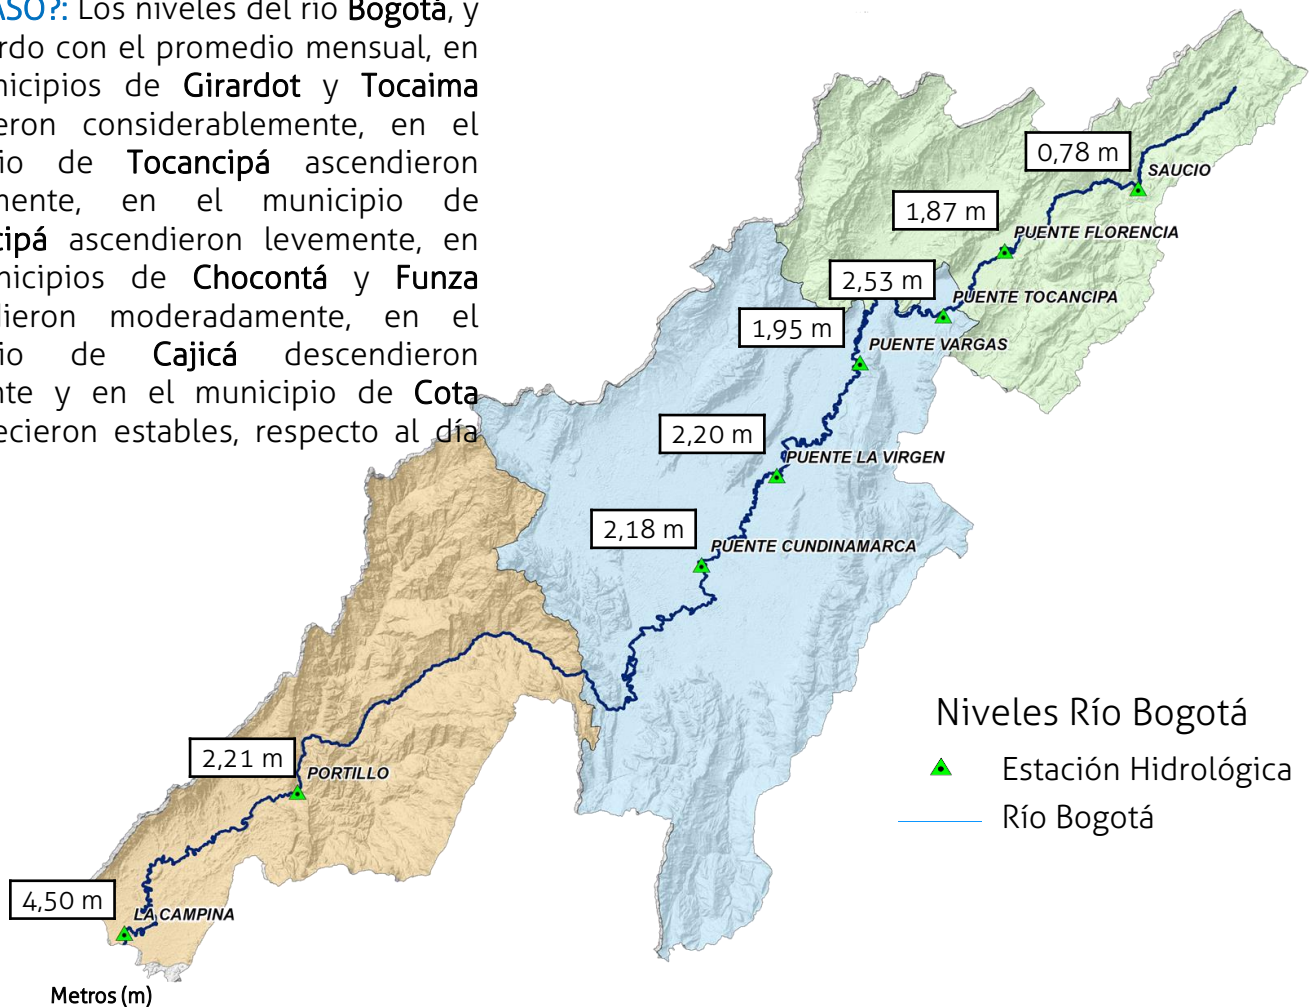 ASO?: Los niveles del río Bogotá, y
rdo con el promedio mensual, en
nicipios de Girardot y Tocaima
eron considerablemente, en el
io de Tocancipá ascendieron
mente, en el municipio de
cipá ascendieron levemente, en
nicipios de Chocontá y Funza
dieron moderadamente, en el
io de Cajicá descendieron
nte y en el municipio de Cota
ecieron estables, respecto al día
0,78 m
SAUCIO
1,87 m
PUENTE FLORENCIA
2,53 m
PUENTE TOCANCIPA
1,95 m
PUENTE VARGAS
2,20 m
PUENTE LA VIRGEN
2,18 m
PUENTE CUNDINAMARCA
2,21 m
PORTILLO
4,50 m
LA CAMPINA
Niveles Río Bogotá
Estación Hidrológica
Río Bogotá
Metros (m)